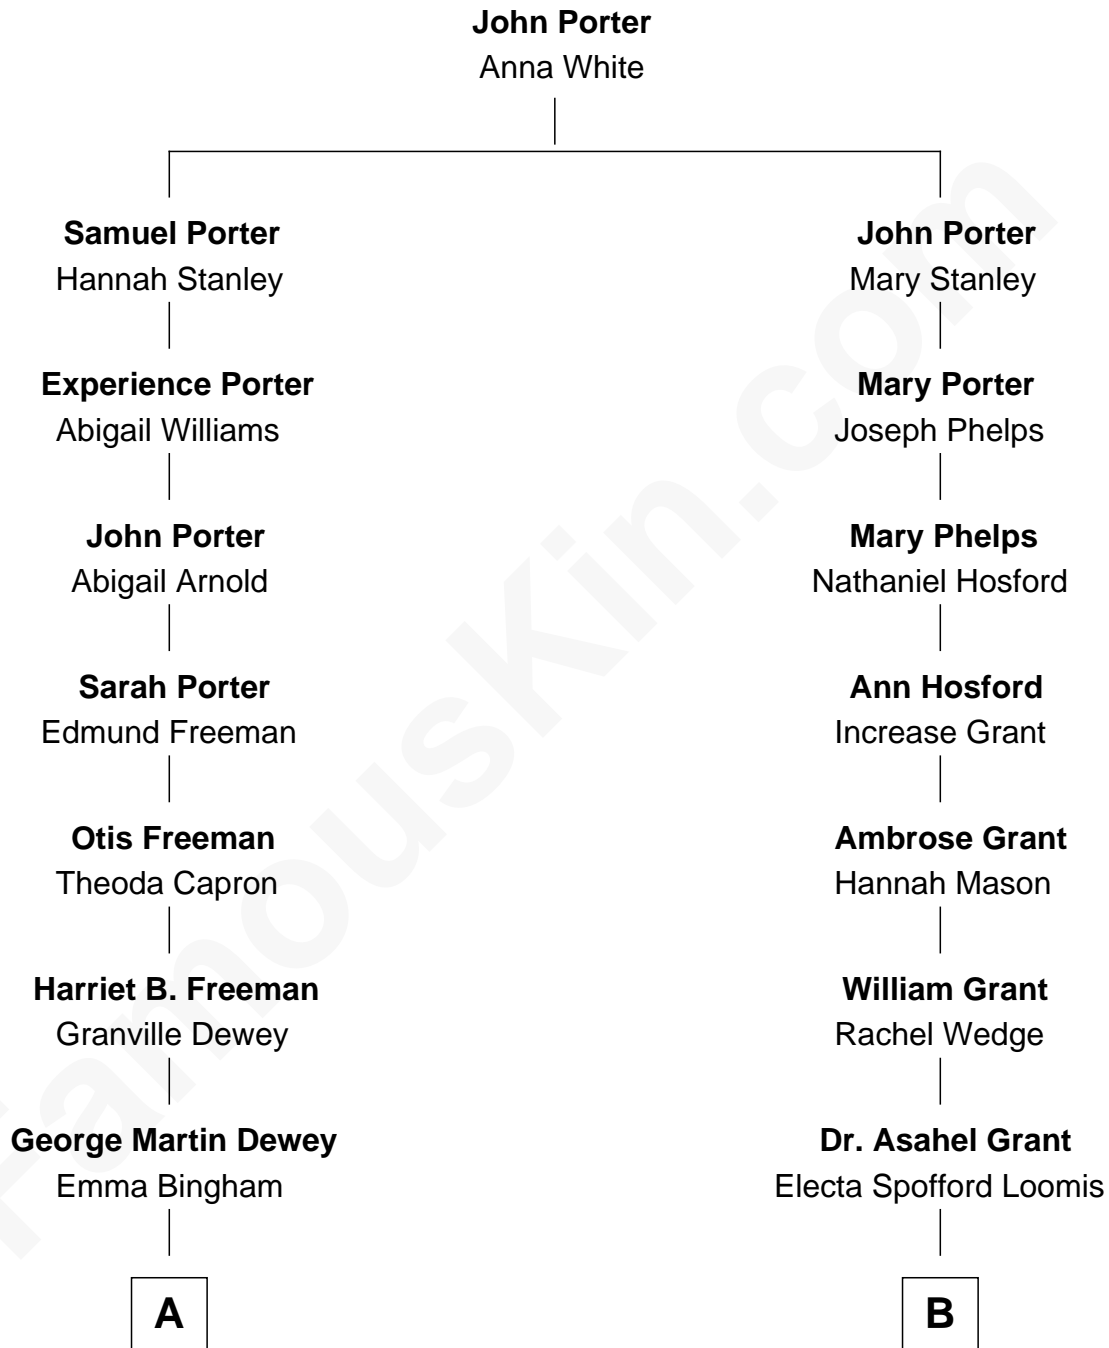 John Porter
Anna White
Samuel Porter
Hannah Stanley
John Porter
Mary Stanley
Experience Porter
Abigail Williams
Mary Porter
Joseph Phelps
John Porter
Abigail Arnold
Mary Phelps
Nathaniel Hosford
Sarah Porter
Edmund Freeman
Ann Hosford
Increase Grant
Otis Freeman
Theoda Capron
Ambrose Grant
Hannah Mason
Harriet B. Freeman
Granville Dewey
William Grant
Rachel Wedge
George Martin Dewey
Emma Bingham
Dr. Asahel Grant
Electa Spofford Loomis
A
B
FamousKin.com